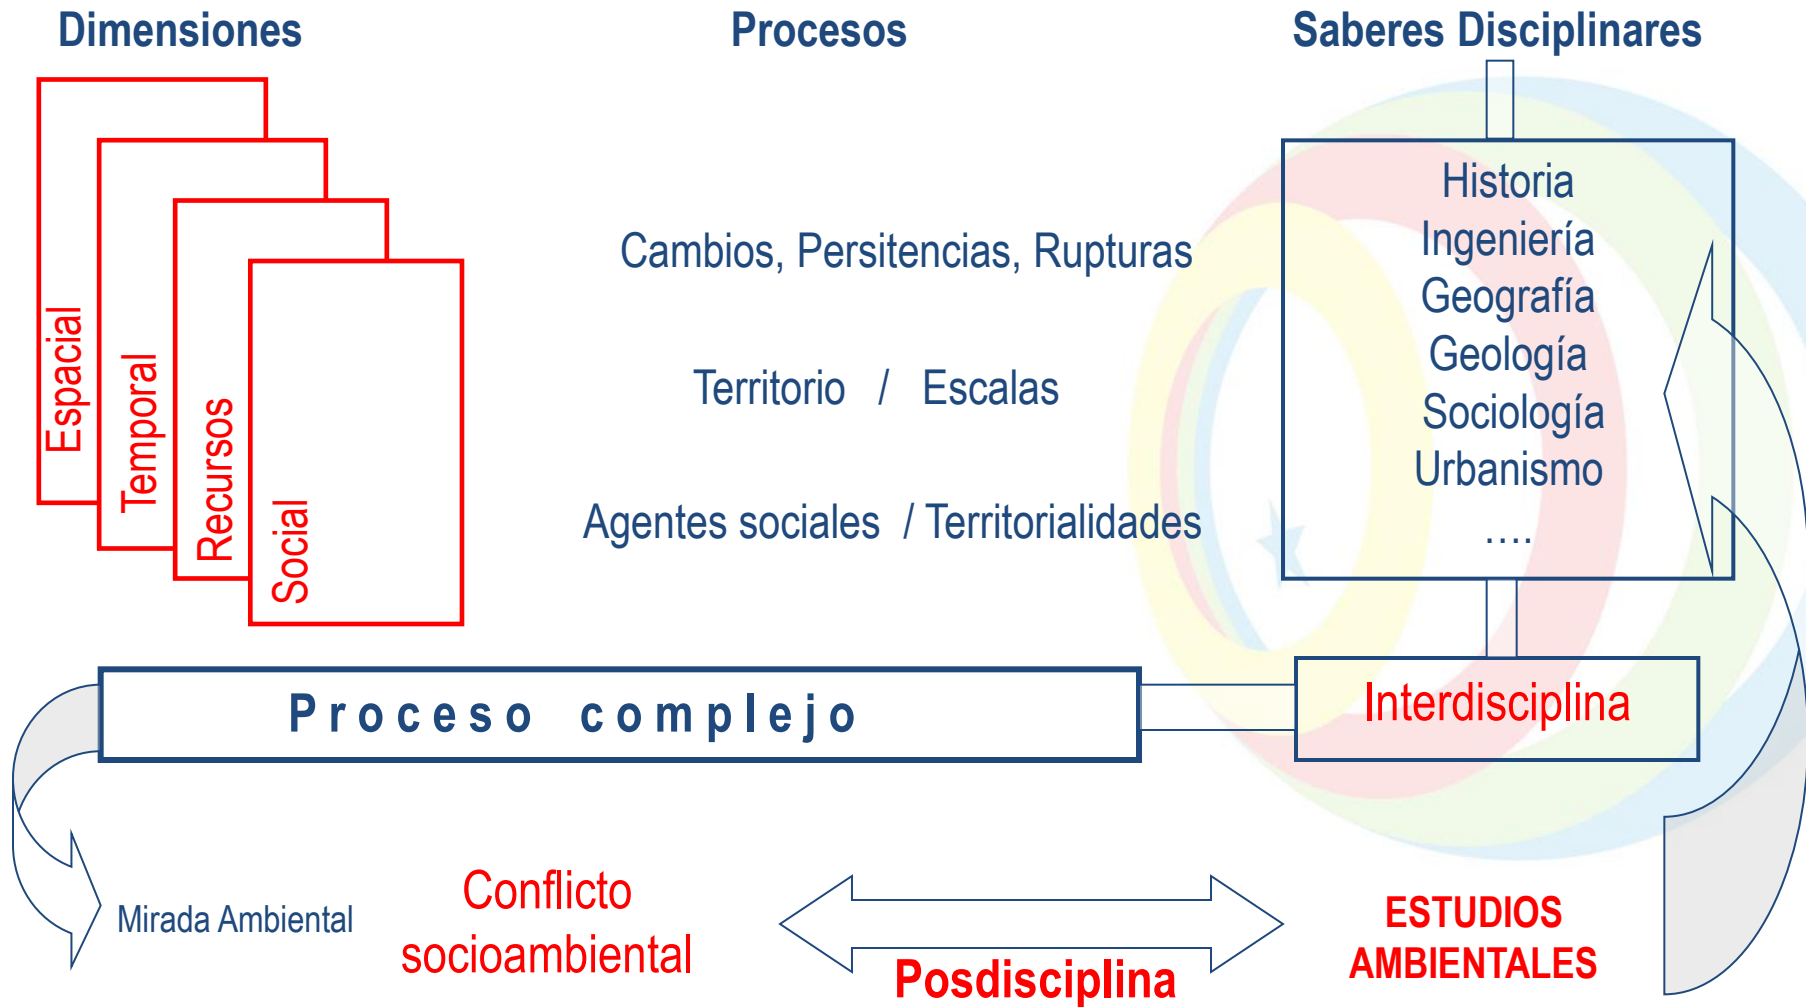 Dimensiones
Procesos
Saberes Disciplinares
Espacial
Temporal
Recursos
Social
Cambios, Persitencias, Rupturas
Territorio / Escalas
Agentes sociales / Territorialidades
Historia
Ingeniería
Geografía
Geología
Sociología
Urbanismo
....
Proceso complejo
Interdisciplina
Mirada Ambiental
Conflicto
socioambiental
Posdisciplina
ESTUDIOS
AMBIENTALES